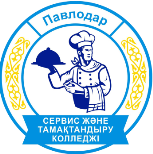 Павлодар
СЕРВИС ЖӘНЕ
ТАМАҚТАНДЫРУ
КОЛЛЕДЖІ